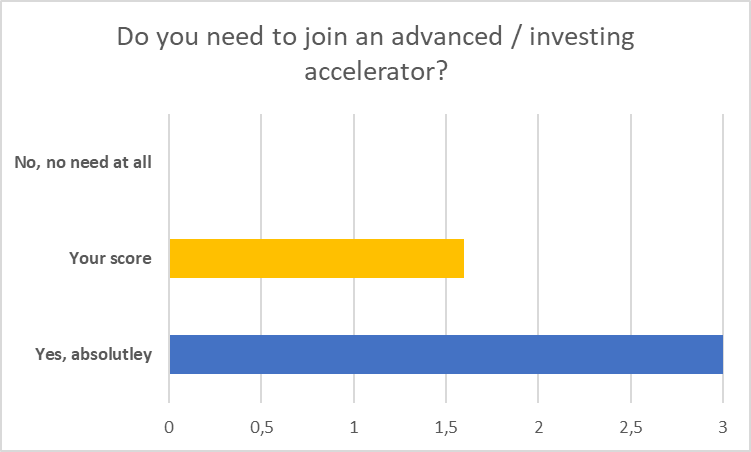 Do you need to join an advanced / investing
accelerator?
No, no need at all
Your score
Yes, absolutley
0 0,5 1 1,5 2 2,5 3